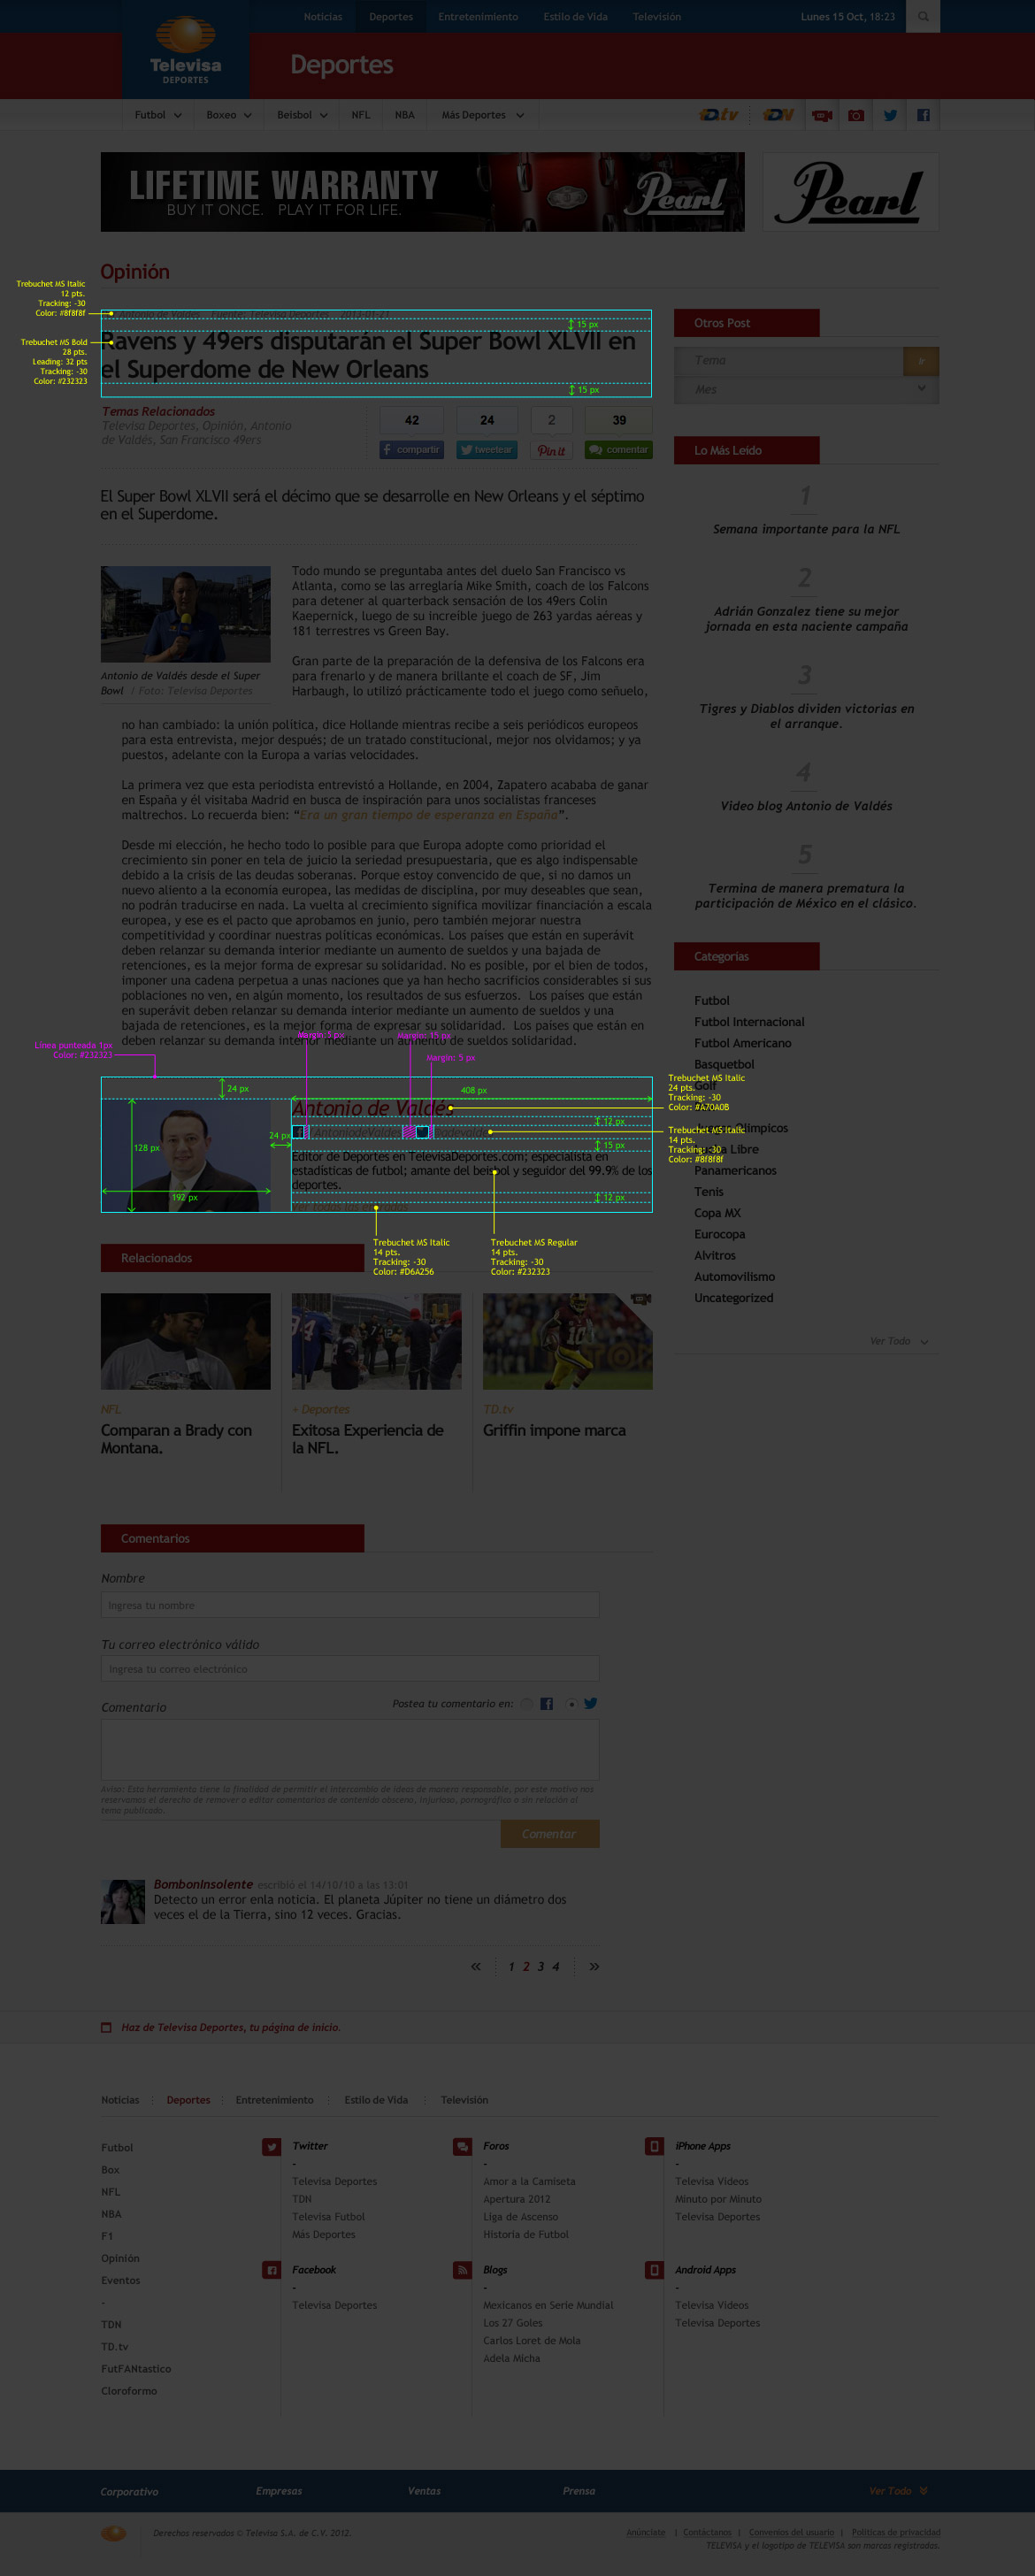 Noticias
Deportes
Entretenimiento
Estilo de Vida
Televisión
Lunes 15 Oct, 18:23
Televisa
DEPORTES
Deportes
Futbol
Boxeo
Beisbol
NFL
NBA
Más Deportes
TD.tv
TDN
LIFETIME WARRANTY
BUY IT ONCE. PLAY IT FOR LIFE.
Pearl
Pearl
Opinión
Trebuchet MS Italic
12 pts.
Tracking: -30
Color: #8f8f8f
15 px
Trebuchet MS Bold
28 pts.
Leading: 32 pts
Tracking: -30
Color: #232323
Ravens y 49ers disputarán el Super Bowl XLVII en
el Superdome de New Orleans
15 px
Temas Relacionados
Televisa Deportes, Opinión, Antonio
de Valdés, San Francisco 49ers
42
24
2
39
compartir
tweetear
Pin it
comentar
El Super Bowl XLVII será el décimo que se desarrolle en New Orleans y el séptimo
en el Superdome.
Antonio de Valdés desde el Super
Bowl / Foto: Televisa Deportes
Todo mundo se preguntaba antes del duelo San Francisco vs
Atlanta, como se las arreglaría Mike Smith, coach de los Falcons
para detener al quarterback sensación de los 49ers Colin
Kaepernick, luego de su increíble juego de 263 yardas aéreas y
181 terrestres vs Green Bay.
Gran parte de la preparación de la defensiva de los Falcons era
para frenarlo y de manera brillante el coach de SF, Jim
Harbaugh, lo utilizó prácticamente todo el juego como señuelo,
no han cambiado: la unión política, dice Hollande mientras recibe a seis periódicos europeos
para esta entrevista, mejor después; de un tratado constitucional, mejor nos olvidamos; y ya
puestos, adelante con la Europa a varias velocidades.
La primera vez que esta periodista entrevistó a Hollande, en 2004, Zapatero acababa de ganar
en España y él visitaba Madrid en busca de inspiración para unos socialistas franceses
maltrechos. Lo recuerda bien: “Era un gran tiempo de esperanza en España”.
Desde mi elección, he hecho todo lo posible para que Europa adopte como prioridad el
crecimiento sin poner en tela de juicio la seriedad presupuestaria, que es algo indispensable
debido a la crisis de las deudas soberanas. Porque estoy convencido de que, si no damos un
nuevo aliento a la economía europea, las medidas de disciplina, por muy deseables que sean,
no podrán traducirse en nada. La vuelta al crecimiento significa movilizar financiación a escala
europea, y ese es el pacto que aprobamos en junio, pero también mejorar nuestra
competitividad y coordinar nuestras políticas económicas. Los países que están en superávit
deben relanzar su demanda interior mediante un aumento de sueldos y una bajada de
retenciones, es la mejor forma de expresar su solidaridad. No es posible, por el bien de todos,
imponer una cadena perpetua a unas naciones que ya han hecho sacrificios considerables si sus
poblaciones no ven, en algún momento, los resultados de sus esfuerzos. Los países que están
en superávit deben relanzar su demanda interior mediante un aumento de sueldos y una
bajada de retenciones, es la mejor forma de expresar su solidaridad. Los países que están en
deben relanzar su demanda interior mediante un aumento de sueldos solidaridad.
Margin: 5 px
Margin: 15 px
Margin: 5 px
Línea punteada 1px
Color: #232323
24 px
408 px
Antonio de Valdés
12 px
24 px
128 px
192 px
15 px
Editor de Deportes en TelevisaDeportes.com; especialista en
estadísticas de futbol; amante del beisbol y seguidor del 99.9% de los
deportes.
12 px
Trebuchet MS Italic
24 pts.
Tracking: -30
Color: #A70A0B
Trebuchet MS Italic
14 pts.
Tracking: -30
Color: #8f8f8f
Trebuchet MS Italic
14 pts.
Tracking: -30
Color: #D6A256
Trebuchet MS Regular
14 pts.
Tracking: -30
Color: #232323
Otros Post
Tema
Ir
Mes
Lo Más Leído
1
Semana importante para la NFL
2
Adrián Gonzalez tiene su mejor
jornada en esta naciente campaña
3
Tigres y Diablos dividen victorias en
el arranque.
4
Video blog Antonio de Valdés
5
Termina de manera prematura la
participación de México en el clásico.
Categorías
Futbol
Futbol Internacional
Futbol Americano
Basquetbol
Golf
Olímpicos
Libre
Panamericanos
Tenis
Copa MX
Eurocopa
Alvitros
Automovilismo
Uncategorized
Ver Todo
Relacionados
NFL
Comparan a Brady con
Montana.
+ Deportes
Exitosa Experiencia de
la NFL.
TD.tv
Griffin impone marca
Comentarios
Nombre
Ingresa tu nombre
Tu correo electrónico válido
Ingresa tu correo electrónico
Comentario
Postea tu comentario en:
Aviso: Esta herramienta tiene la finalidad de permitir el intercambio de ideas de manera responsable, por este motivo nos
reservamos el derecho de remover o editar comentarios de contenido obsceno, injurioso, pornográfico o sin relación al
tema publicado.
Comentar
BombonInsolente escribió el 14/10/10 a las 13:01
Detecto un error enla noticia. El planeta Júpiter no tiene un diámetro dos
veces el de la Tierra, sino 12 veces. Gracias.
« 1 2 3 4 »
Haz de Televisa Deportes, tu página de inicio.
Noticias
Deportes
Entretenimiento
Estilo de Vida
Televisión
Futbol
Box
NFL
NBA
F1
Opinión
Eventos
-
TDN
TD.tv
FutFANtastico
Cloroformo
Twitter
-
Televisa Deportes
TDN
Televisa Futbol
Más Deportes
Facebook
-
Televisa Deportes
Foros
-
Amor a la Camiseta
Apertura 2012
Liga de Ascenso
Historia de Futbol
Blogs
-
Mexicanos en Serie Mundial
Los 27 Goles
Carlos Loret de Mola
Adela Micha
iPhone Apps
-
Televisa Videos
Minuto por Minuto
Televisa Deportes
Android Apps
-
Televisa Videos
Televisa Deportes
Corporativo
Empresas
Ventas
Prensa
Ver Todo
Derechos reservados © Televisa S.A. de C.V. 2012.
Anúnciate | Contáctanos | Convenios del usuario | Políticas de privacidad
TELEVISA y el logotipo de TELEVISA son marcas registradas.